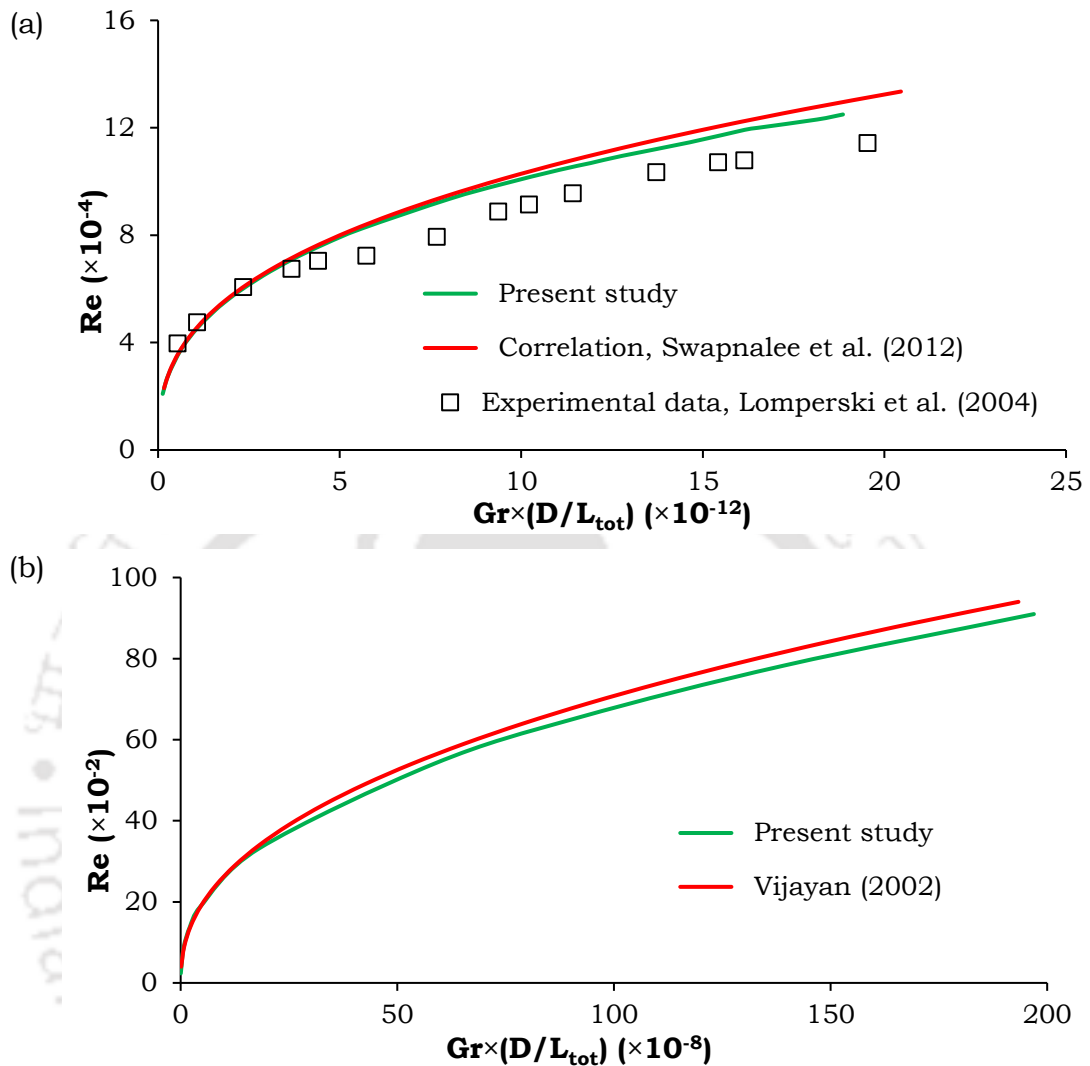 (a)
16
12
8
4
0
Re (×10⁻⁴)
Present study
Correlation, Swapnalee et al. (2012)
Experimental data, Lomperski et al. (2004)
0 5 10 15 20 25
Gr×(D/Lₜₒₜ) (×10⁻¹²)
(b)
100
80
60
40
20
0
Re (×10⁻²)
Present study
Vijayan (2002)
0 50 100 150 200
Gr×(D/Lₜₒₜ) (×10⁻⁸)